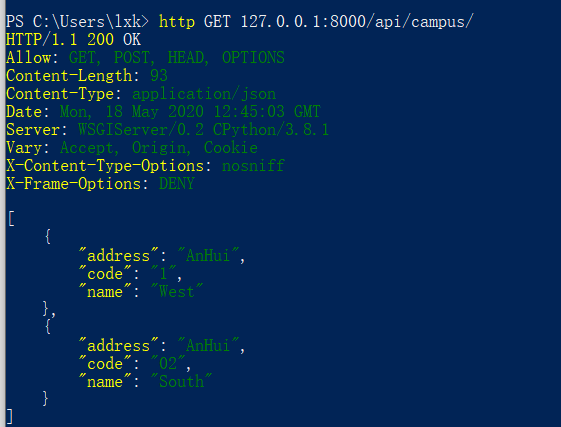 PS C:\Users\lxk> http GET 127.0.0.1:8000/api/campus/
HTTP/1.1 200 OK
Allow: GET, POST, HEAD, OPTIONS
Content-Length: 93
Content-Type: application/json
Date: Mon, 18 May 2020 12:45:03 GMT
Server: WSGIServer/0.2 CPython/3.8.1
Vary: Accept, Origin, Cookie
X-Content-Type-Options: nosniff
X-Frame-Options: DENY
[
    {
        "address": "AnHui",
        "code": "1",
        "name": "West"
    },
    {
        "address": "AnHui",
        "code": "02",
        "name": "South"
    }
]